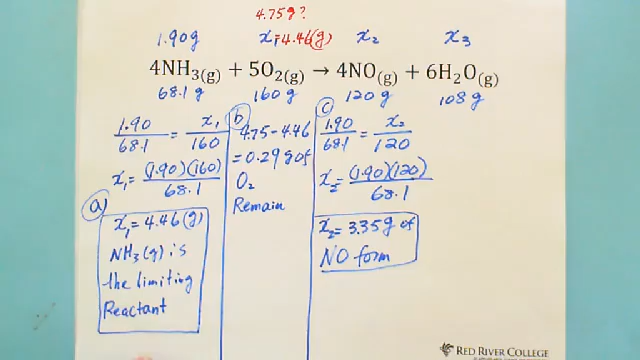 4.75g?
1.90g x₁=4.46(g) x₂ x₃
4NH₃(g) + 5O₂(g) → 4NO(g) + 6H₂O(g)
68.1 g 160 g 120 g 108 g
a)
1.90/68.1 = x₁/160
x₁ = (1.90)(160)/68.1
x₁ = 4.46 (g)
NH₃(g) is
the limiting
Reactant
b)
4.75 - 4.46
= 0.29 g of
O₂
Remain
c)
1.90/68.1 = x₂/120
x₂ = (1.90)(120)/68.1
x₂ = 3.35 g of
NO form
RED RIVER COLLEGE